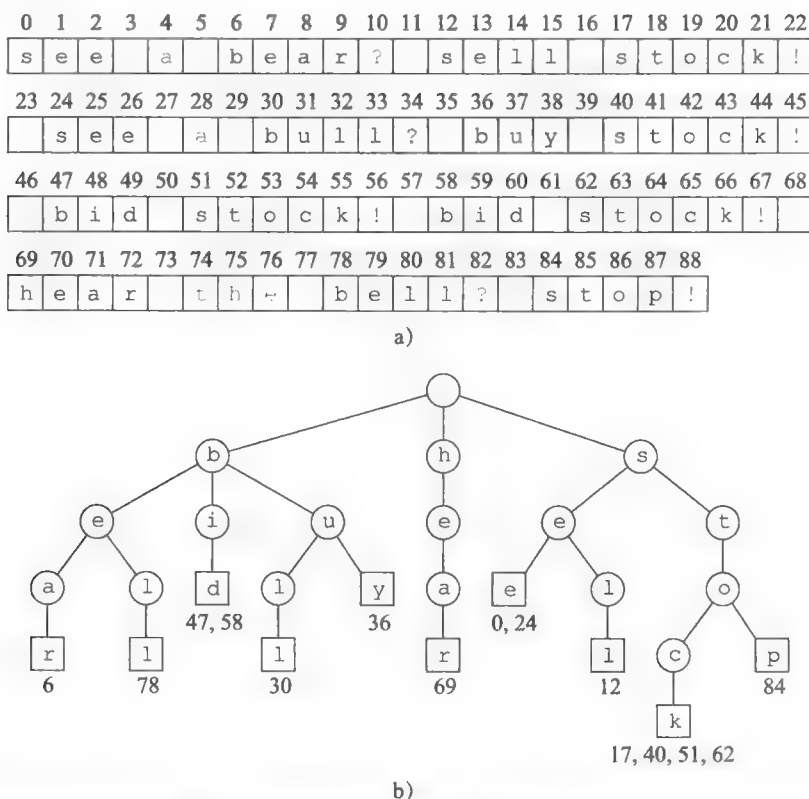 0 1 2 3 4 5 6 7 8 9 10 11 12 13 14 15 16 17 18 19 20 21 22
s e e a b e a r ? s e l l s t o c k !
23 24 25 26 27 28 29 30 31 32 33 34 35 36 37 38 39 40 41 42 43 44 45
s e e a b u l l ? b u y s t o c k !
46 47 48 49 50 51 52 53 54 55 56 57 58 59 60 61 62 63 64 65 66 67 68
b i d s t o c k ! b i d s t o c k !
69 70 71 72 73 74 75 76 77 78 79 80 81 82 83 84 85 86 87 88
h e a r t h e b e l l ? s t o p !
a)
b h s
e i u e e t
a l d l y a e l o
47, 58 36 0, 24
r l l r l c p
6 78 30 69 12 84
k
17, 40, 51, 62
b)